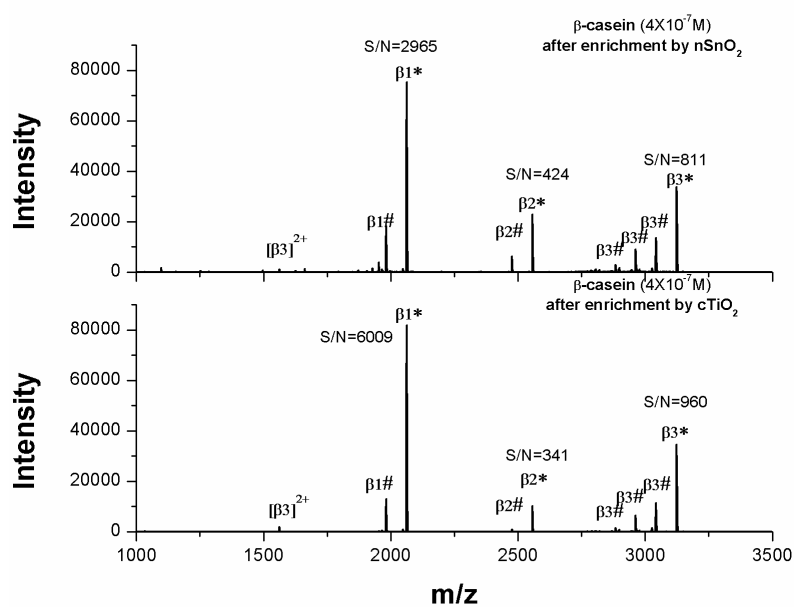 β-casein (4X10⁻⁷M)
after enrichment by nSnO₂
S/N=2965
β1*
80000
60000
40000
20000
0
Intensity
S/N=424
β2*
S/N=811
β3*
[β3]²⁺
β1#
β2#
β3#
β3#
β3#
β-casein (4X10⁻⁷M)
after enrichment by cTiO₂
β1*
S/N=6009
80000
60000
40000
20000
0
Intensity
S/N=341
β2*
S/N=960
β3*
[β3]²⁺
β1#
β2#
β3#
β3#
β3#
1000 1500 2000 2500 3000 3500
m/z